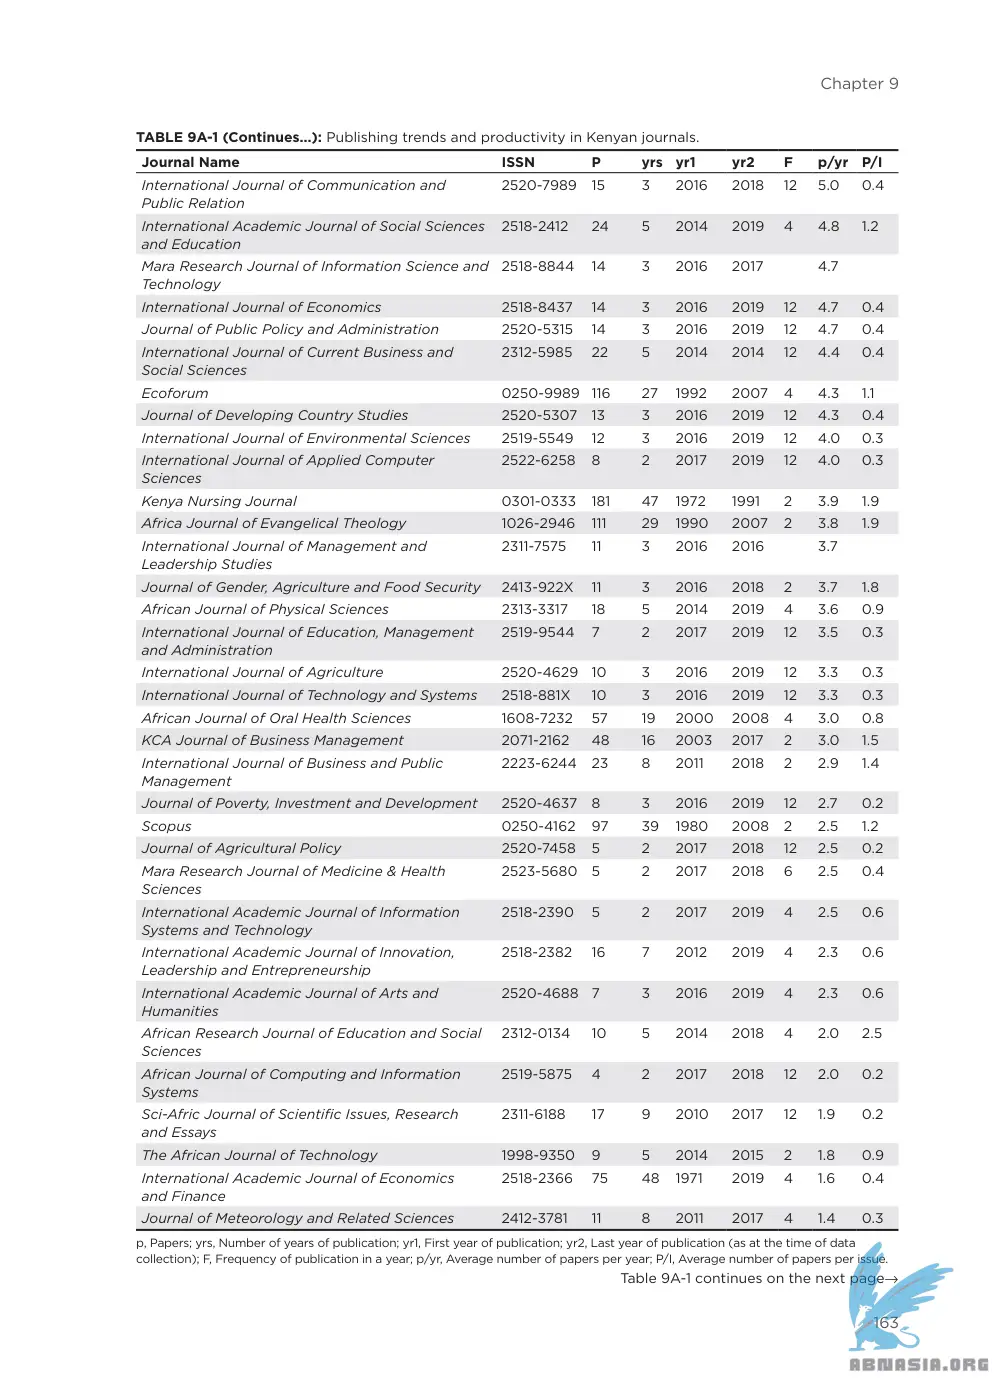 Chapter 9
TABLE 9A-1 (Continues...): Publishing trends and productivity in Kenyan journals.
Journal Name ISSN P yrs yr1 yr2 F p/yr P/I
International Journal of Communication and 2520-7989 15 3 2016 2018 12 5.0 0.4
Public Relation
International Academic Journal of Social Sciences 2518-2412 24 5 2014 2019 4 4.8 1.2
and Education
Mara Research Journal of Information Science and 2518-8844 14 3 2016 2017 4.7
Technology
International Journal of Economics 2518-8437 14 3 2016 2019 12 4.7 0.4
Journal of Public Policy and Administration 2520-5315 14 3 2016 2019 12 4.7 0.4
International Journal of Current Business and 2312-5985 22 5 2014 2014 12 4.4 0.4
Social Sciences
Ecoforum 0250-9989 116 27 1992 2007 4 4.3 1.1
Journal of Developing Country Studies 2520-5307 13 3 2016 2019 12 4.3 0.4
International Journal of Environmental Sciences 2519-5549 12 3 2016 2019 12 4.0 0.3
International Journal of Applied Computer 2522-6258 8 2 2017 2019 12 4.0 0.3
Sciences
Kenya Nursing Journal 0301-0333 181 47 1972 1991 2 3.9 1.9
Africa Journal of Evangelical Theology 1026-2946 111 29 1990 2007 2 3.8 1.9
International Journal of Management and 2311-7575 11 3 2016 2016 3.7
Leadership Studies
Journal of Gender, Agriculture and Food Security 2413-922X 11 3 2016 2018 2 3.7 1.8
African Journal of Physical Sciences 2313-3317 18 5 2014 2019 4 3.6 0.9
International Journal of Education, Management 2519-9544 7 2 2017 2019 12 3.5 0.3
and Administration
International Journal of Agriculture 2520-4629 10 3 2016 2019 12 3.3 0.3
International Journal of Technology and Systems 2518-881X 10 3 2016 2019 12 3.3 0.3
African Journal of Oral Health Sciences 1608-7232 57 19 2000 2008 4 3.0 0.8
KCA Journal of Business Management 2071-2162 48 16 2003 2017 2 3.0 1.5
International Journal of Business and Public 2223-6244 23 8 2011 2018 2 2.9 1.4
Management
Journal of Poverty, Investment and Development 2520-4637 8 3 2016 2019 12 2.7 0.2
Scopus 0250-4162 97 39 1980 2008 2 2.5 1.2
Journal of Agricultural Policy 2520-7458 5 2 2017 2018 12 2.5 0.2
Mara Research Journal of Medicine & Health 2523-5680 5 2 2017 2018 6 2.5 0.4
Sciences
International Academic Journal of Information 2518-2390 5 2 2017 2019 4 2.5 0.6
Systems and Technology
International Academic Journal of Innovation, 2518-2382 16 7 2012 2019 4 2.3 0.6
Leadership and Entrepreneurship
International Academic Journal of Arts and 2520-4688 7 3 2016 2019 4 2.3 0.6
Humanities
African Research Journal of Education and Social 2312-0134 10 5 2014 2018 4 2.0 2.5
Sciences
African Journal of Computing and Information 2519-5875 4 2 2017 2018 12 2.0 0.2
Systems
Sci-Afric Journal of Scientific Issues, Research 2311-6188 17 9 2010 2017 12 1.9 0.2
and Essays
The African Journal of Technology 1998-9350 9 5 2014 2015 2 1.8 0.9
International Academic Journal of Economics 2518-2366 75 48 1971 2019 4 1.6 0.4
and Finance
Journal of Meteorology and Related Sciences 2412-3781 11 8 2011 2017 4 1.4 0.3
p, Papers; yrs, Number of years of publication; yr1, First year of publication; yr2, Last year of publication (as at the time of data
collection); F, Frequency of publication in a year; p/yr, Average number of papers per year; P/I, Average number of papers per issue.
Table 9A-1 continues on the next page→
163
ABNASIA.ORG